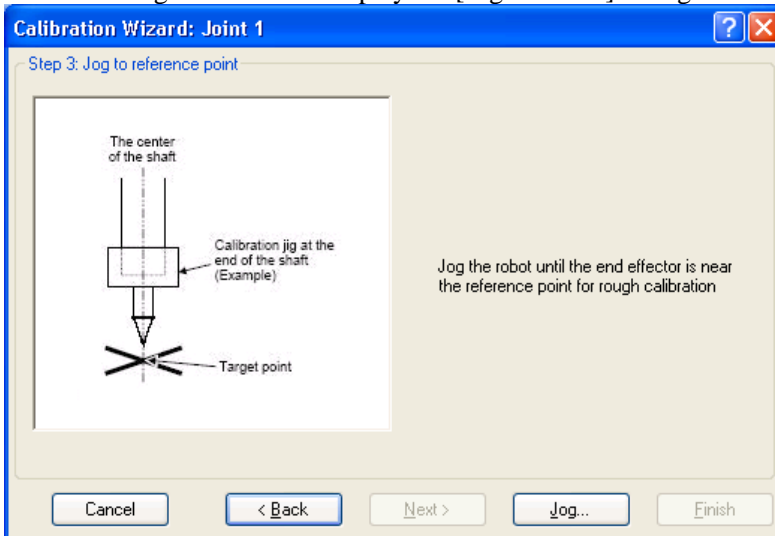 Calibration Wizard: Joint 1
Step 3: Jog to reference point
The center
of the shaft
Calibration jig at the
end of the shaft
(Example)
Target point
Jog the robot until the end effector is near
the reference point for rough calibration
Cancel
< Back
Next >
Jog...
Finish